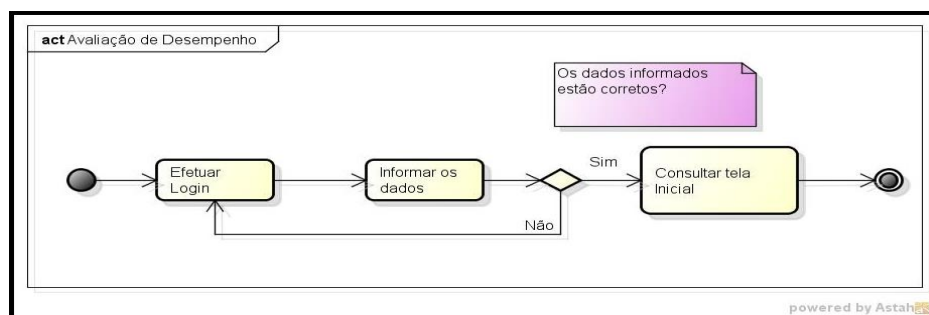 act Avaliação de Desempenho
Os dados informados
estão corretos?
Efetuar
Login
Informar os
dados
Sim
Consultar tela
Inicial
Não
powered by Astah